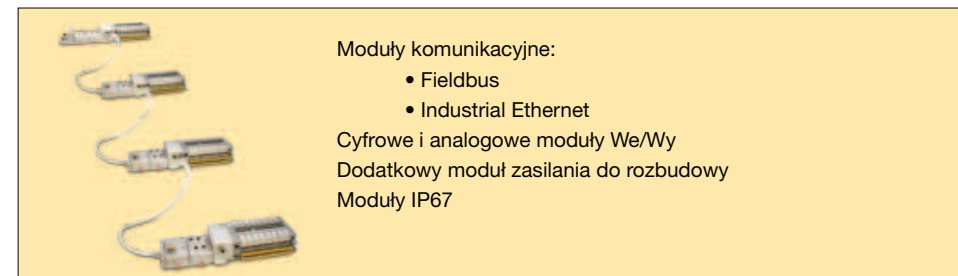 Moduły komunikacyjne:
• Fieldbus
• Industrial Ethernet
Cyfrowe i analogowe moduły We/Wy
Dodatkowy moduł zasilania do rozbudowy
Moduły IP67